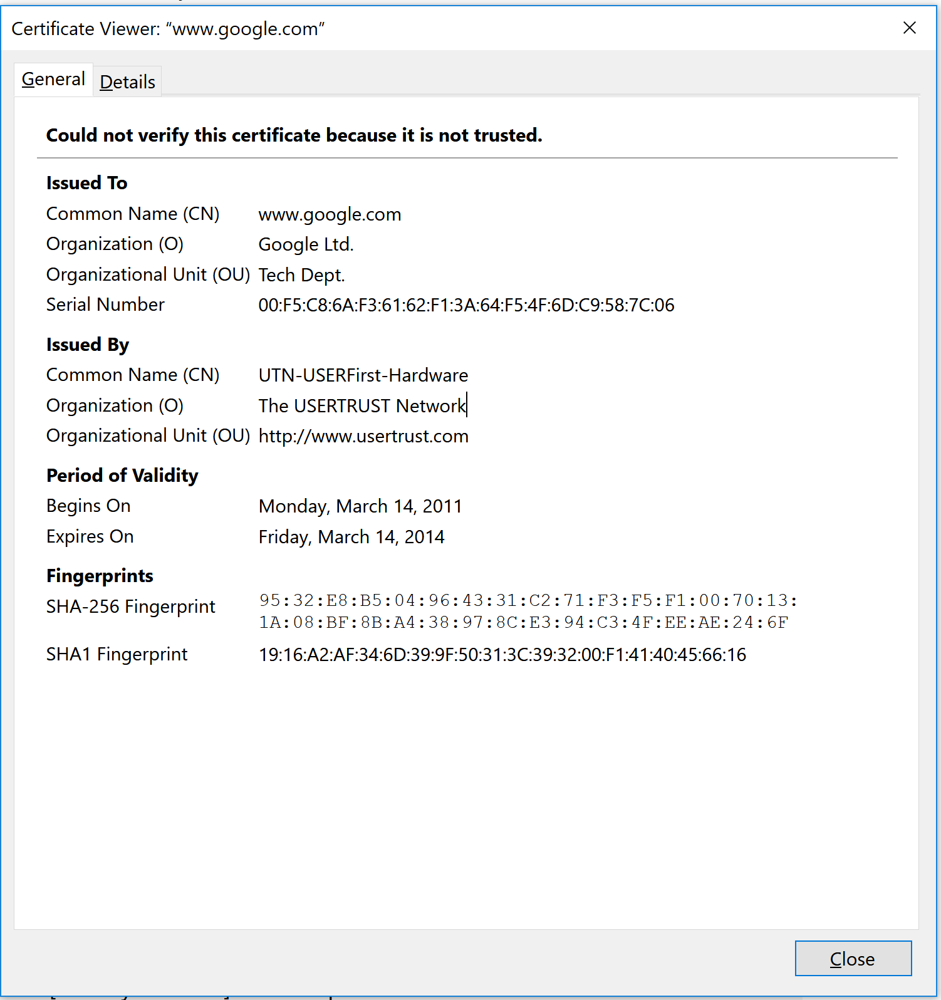 Certificate Viewer: “www.google.com”
General Details
Could not verify this certificate because it is not trusted.
Issued To
Common Name (CN) www.google.com
Organization (O) Google Ltd.
Organizational Unit (OU) Tech Dept.
Serial Number 00:F5:C8:6A:F3:61:62:F1:3A:64:F5:4F:6D:C9:58:7C:06
Issued By
Common Name (CN) UTN-USERFirst-Hardware
Organization (O) The USERTRUST Network
Organizational Unit (OU) http://www.usertrust.com
Period of Validity
Begins On Monday, March 14, 2011
Expires On Friday, March 14, 2014
Fingerprints
SHA-256 Fingerprint 95:32:E8:B5:04:96:43:31:C2:71:F3:F5:F1:00:70:13:
1A:08:BF:8B:A4:38:97:8C:E3:94:C3:4F:EE:AE:24:6F
SHA1 Fingerprint 19:16:A2:AF:34:6D:39:9F:50:31:3C:39:32:00:F1:41:40:45:66:16
Close